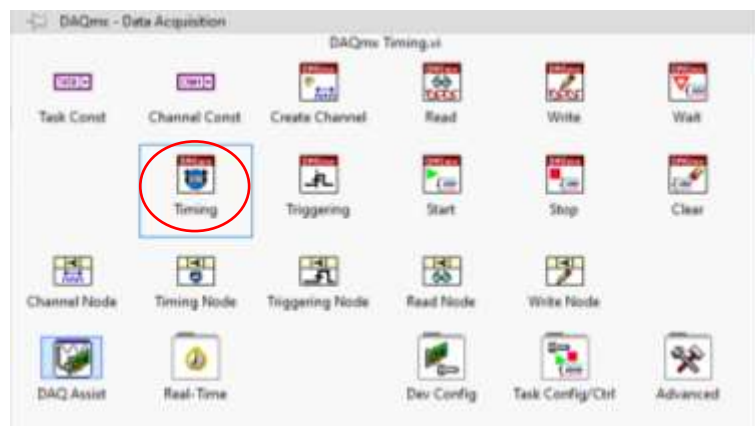 DAQmx - Data Acquisition
DAQmx Timing.vi
Task Const Channel Const Create Channel Read Write Wait
Timing Triggering Start Stop Clear
Channel Node Timing Node Triggering Node Read Node Write Node
DAQ Assist Real-Time Dev Config Task Config/Ctrl Advanced